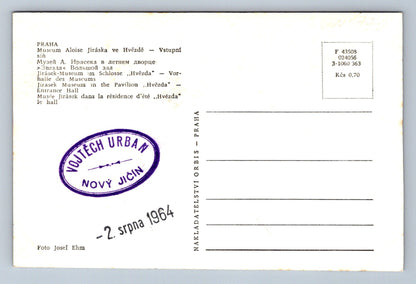 PRAHA
Museum Aloise Jiráska ve Hvězdě — Vstupní
síň
Музей А. Ирасека в летнем дворце
«Звезда» Вольной зал
Jirásek-Museum im Schlosse „Hvězda" — Vor-
halle des Museums
Jirásek Museum in the Pavilion „Hvězda" —
Entrance Hall
Musée Jirásek dans la résidence d'été „Hvězda"
le hall
F 43508
024056
3-1060 363
Kčs 0,70
VOJTĚCH URBAN
NOVÝ JIČÍN
- 2. srpna 1964
NAKLADATELSTVÍ ORBIS — PRAHA
Foto Josef Ehm